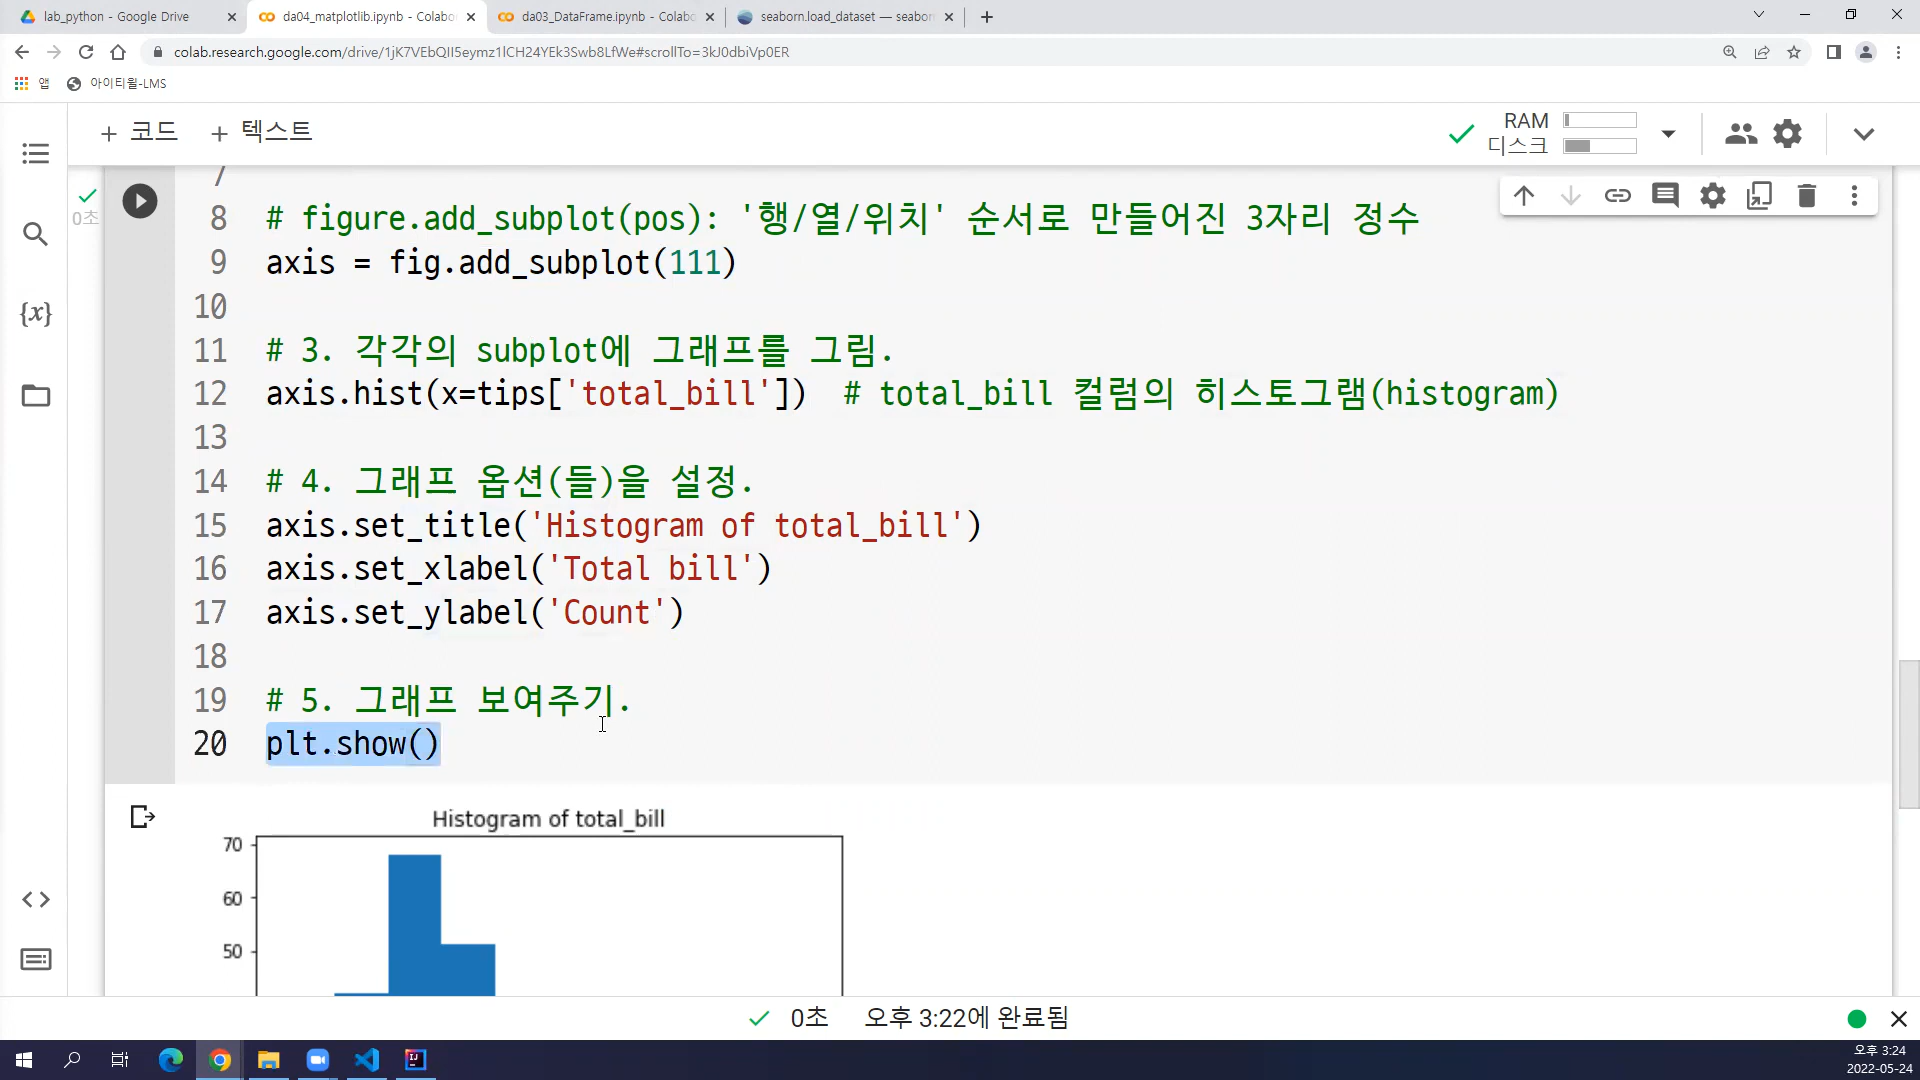 lab_python - Google Drive
da04_matplotlib.ipynb - Colabo
da03_DataFrame.ipynb - Colabo
seaborn.load_dataset — seabor
colab.research.google.com/drive/1jK7VEbQII5eymz1lCH24YEk3Swb8LfWe#scrollTo=3kJ0dbiVp0ER
앱
아이티윌-LMS
+ 코드
+ 텍스트
RAM
디스크
{x}
0초
7
8 # figure.add_subplot(pos): '행/열/위치' 순서로 만들어진 3자리 정수
9 axis = fig.add_subplot(111)
10
11 # 3. 각각의 subplot에 그래프를 그림.
12 axis.hist(x=tips['total_bill']) # total_bill 컬럼의 히스토그램(histogram)
13
14 # 4. 그래프 옵션(들)을 설정.
15 axis.set_title('Histogram of total_bill')
16 axis.set_xlabel('Total bill')
17 axis.set_ylabel('Count')
18
19 # 5. 그래프 보여주기.
20 plt.show()
Histogram of total_bill
70
60
50
0초 오후 3:22에 완료됨
오후 3:24
2022-05-24